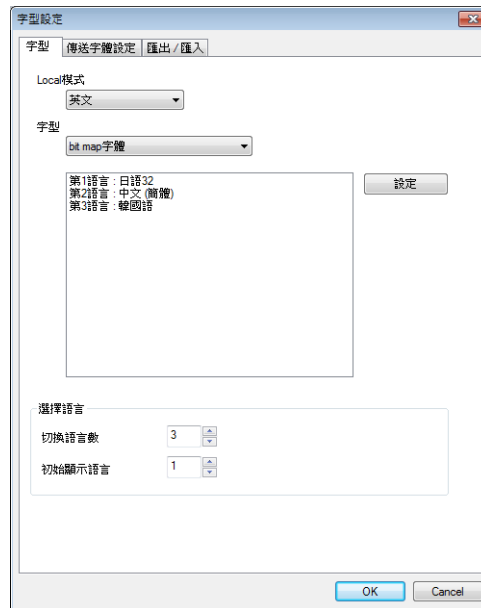 字型設定
字型 傳送字體設定 匯出 / 匯入
Local模式
英文
字型
bit map字體
第1語言 : 日語32
第2語言 : 中文 (簡體)
第3語言 : 韓國語
設定
選擇語言
切換語言數 3
初始顯示語言 1
OK Cancel